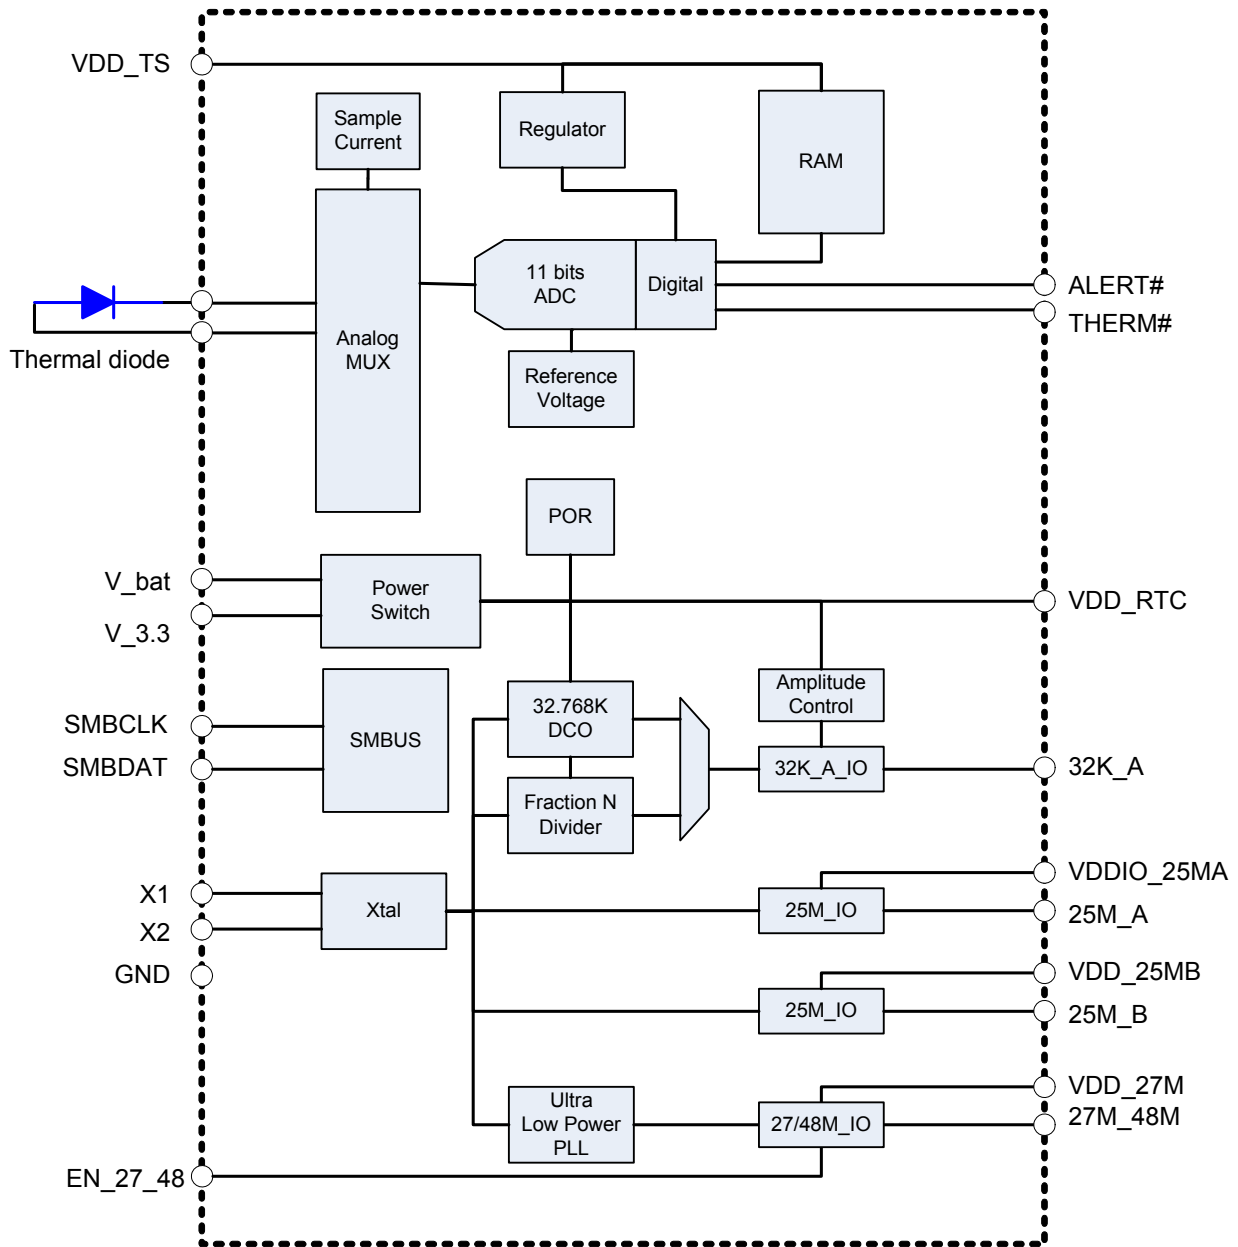 VDD_TS
Sample
Current
Regulator
RAM
11 bits
ADC
Digital
ALERT#
THERM#
Thermal diode
Analog
MUX
Reference
Voltage
POR
V_bat
V_3.3
Power
Switch
VDD_RTC
SMBCLK
SMBDAT
SMBUS
32.768K
DCO
Fraction N
Divider
Amplitude
Control
32K_A_IO
32K_A
X1
X2
GND
Xtal
25M_IO
VDDIO_25MA
25M_A
25M_IO
VDD_25MB
25M_B
Ultra
Low Power
PLL
27/48M_IO
VDD_27M
27M_48M
EN_27_48